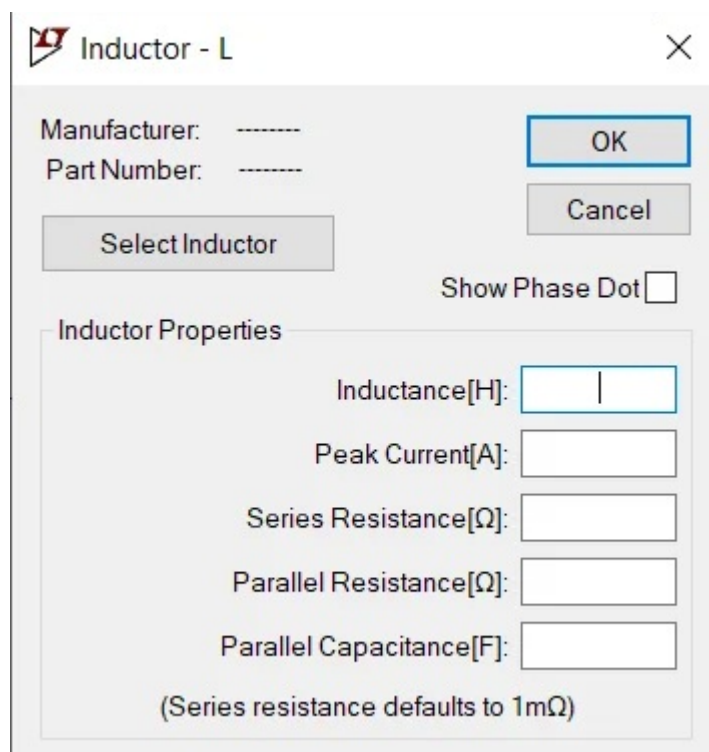 Inductor - L
Manufacturer: --------
OK
Part Number: --------
Cancel
Select Inductor
Show Phase Dot
Inductor Properties
Inductance[H]:
Peak Current[A]:
Series Resistance[Ω]:
Parallel Resistance[Ω]:
Parallel Capacitance[F]:
(Series resistance defaults to 1mΩ)